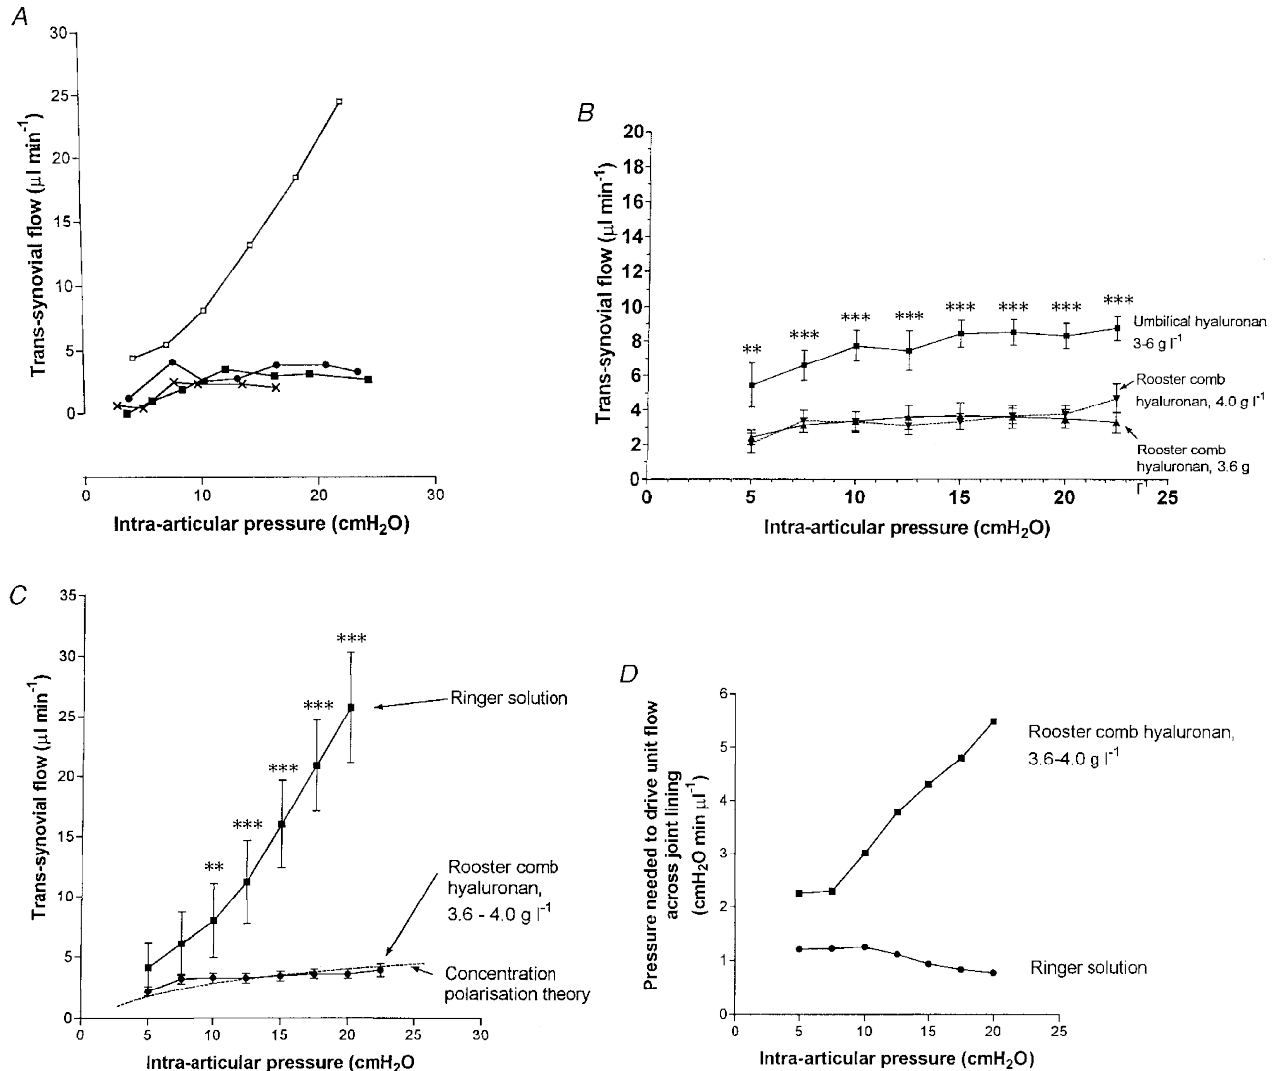 A
Trans-synovial flow (µl min⁻¹)
30
25
20
15
10
5
0
0 10 20 30
Intra-articular pressure (cmH₂O)
B
Trans-synovial flow (µl min⁻¹)
20
18
16
14
12
10
8
6
4
2
0
** *** *** *** *** *** *** ***
Umbilical hyaluronan
3-6 g l⁻¹
Rooster comb
hyaluronan, 4.0 g l⁻¹
Rooster comb
hyaluronan, 3.6 g
l⁻¹
0 5 10 15 20 25
Intra-articular pressure (cmH₂O)
C
Trans-synovial flow (µl min⁻¹)
35
30
25
20
15
10
5
0
** *** *** *** ***
Ringer solution
Rooster comb
hyaluronan,
3.6 - 4.0 g l⁻¹
Concentration
polarisation theory
0 5 10 15 20 25 30
Intra-articular pressure (cmH₂O
D
Pressure needed to drive unit flow
across joint lining
(cmH₂O min µl⁻¹)
6
5
4
3
2
1
0
Rooster comb hyaluronan,
3.6-4.0 g l⁻¹
Ringer solution
0 5 10 15 20 25
Intra-articular pressure (cmH₂O)